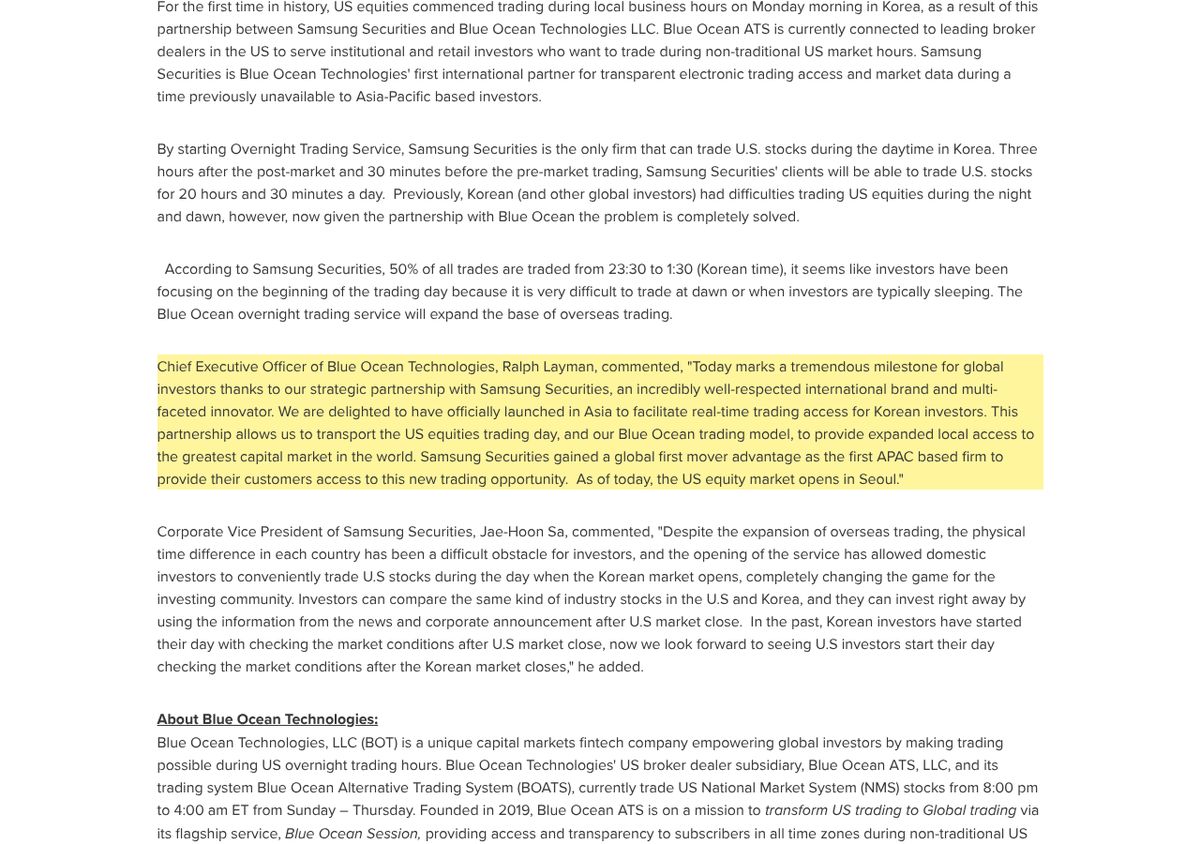 For the first time in history, US equities commenced trading during local business hours on Monday morning in Korea, as a result of this
partnership between Samsung Securities and Blue Ocean Technologies LLC. Blue Ocean ATS is currently connected to leading broker
dealers in the US to serve institutional and retail investors who want to trade during non-traditional US market hours. Samsung
Securities is Blue Ocean Technologies' first international partner for transparent electronic trading access and market data during a
time previously unavailable to Asia-Pacific based investors.
By starting Overnight Trading Service, Samsung Securities is the only firm that can trade U.S. stocks during the daytime in Korea. Three
hours after the post-market and 30 minutes before the pre-market trading, Samsung Securities' clients will be able to trade U.S. stocks
for 20 hours and 30 minutes a day.  Previously, Korean (and other global investors) had difficulties trading US equities during the night
and dawn, however, now given the partnership with Blue Ocean the problem is completely solved.
According to Samsung Securities, 50% of all trades are traded from 23:30 to 1:30 (Korean time), it seems like investors have been
focusing on the beginning of the trading day because it is very difficult to trade at dawn or when investors are typically sleeping. The
Blue Ocean overnight trading service will expand the base of overseas trading.
Chief Executive Officer of Blue Ocean Technologies, Ralph Layman, commented, "Today marks a tremendous milestone for global
investors thanks to our strategic partnership with Samsung Securities, an incredibly well-respected international brand and multi-
faceted innovator. We are delighted to have officially launched in Asia to facilitate real-time trading access for Korean investors. This
partnership allows us to transport the US equities trading day, and our Blue Ocean trading model, to provide expanded local access to
the greatest capital market in the world. Samsung Securities gained a global first mover advantage as the first APAC based firm to
provide their customers access to this new trading opportunity.  As of today, the US equity market opens in Seoul."
Corporate Vice President of Samsung Securities, Jae-Hoon Sa, commented, "Despite the expansion of overseas trading, the physical
time difference in each country has been a difficult obstacle for investors, and the opening of the service has allowed domestic
investors to conveniently trade U.S stocks during the day when the Korean market opens, completely changing the game for the
investing community. Investors can compare the same kind of industry stocks in the U.S and Korea, and they can invest right away by
using the information from the news and corporate announcement after U.S market close.  In the past, Korean investors have started
their day with checking the market conditions after U.S market close, now we look forward to seeing U.S investors start their day
checking the market conditions after the Korean market closes," he added.
About Blue Ocean Technologies:
Blue Ocean Technologies, LLC (BOT) is a unique capital markets fintech company empowering global investors by making trading
possible during US overnight trading hours. Blue Ocean Technologies' US broker dealer subsidiary, Blue Ocean ATS, LLC, and its
trading system Blue Ocean Alternative Trading System (BOATS), currently trade US National Market System (NMS) stocks from 8:00 pm
to 4:00 am ET from Sunday – Thursday. Founded in 2019, Blue Ocean ATS is on a mission to transform US trading to Global trading via
its flagship service, Blue Ocean Session, providing access and transparency to subscribers in all time zones during non-traditional US